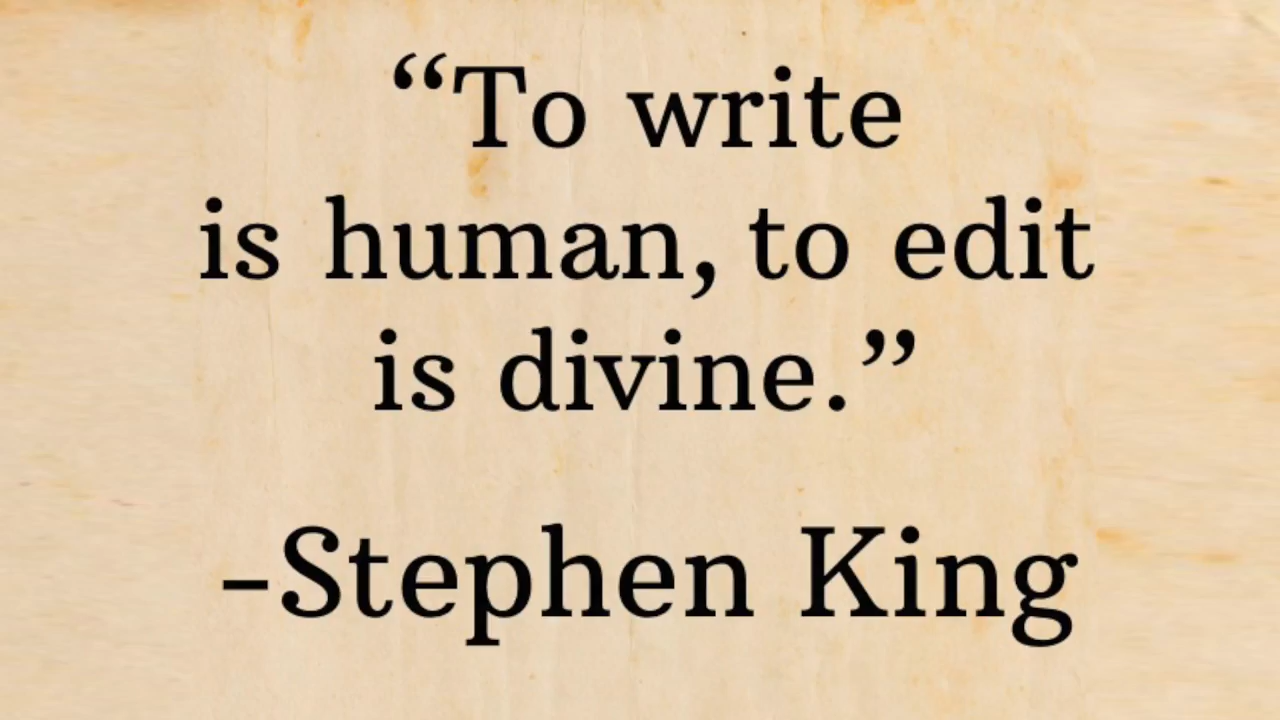 “To write
is human, to edit
is divine.”
-Stephen King